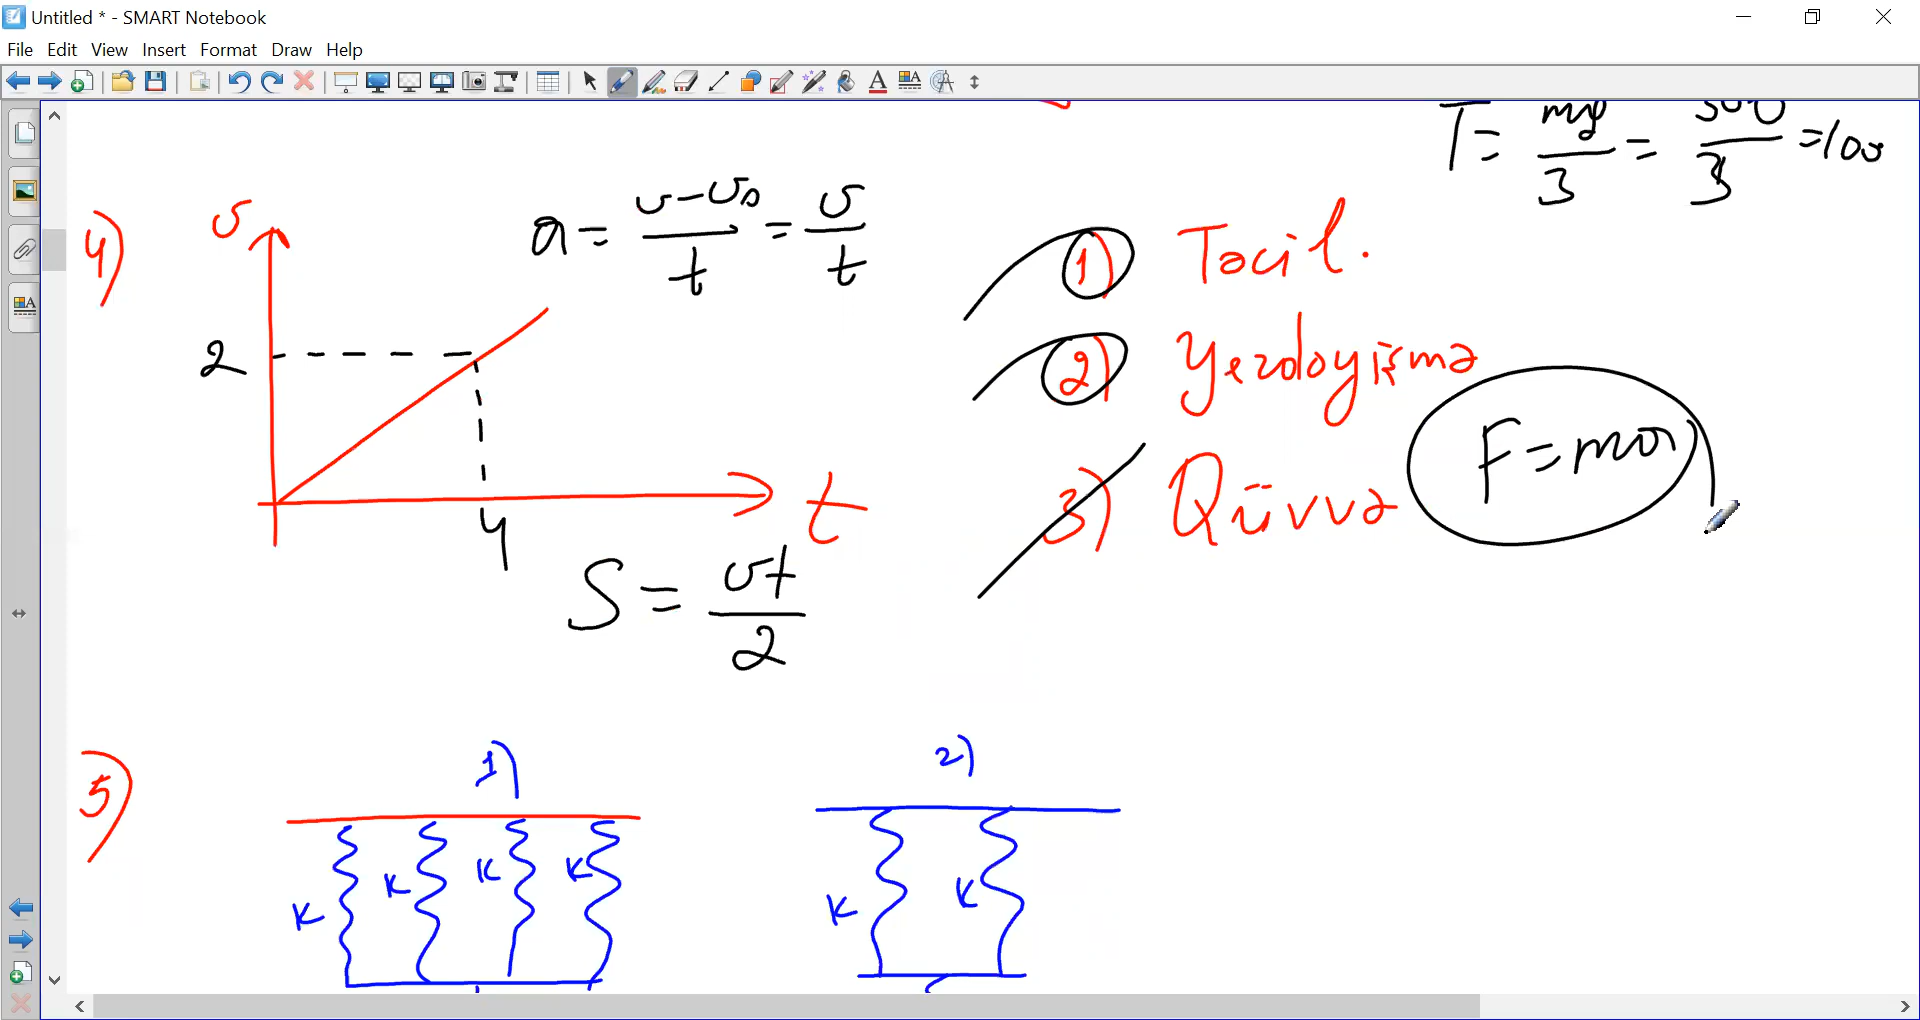 Untitled * - SMART Notebook
File Edit View Insert Format Draw Help
T = mg/3 = 300/3 = 100
4)
υ
a = υ-υ₀/t = υ/t
1) Təcil.
2
2) Yerdəyişmə
F = ma
3) Qüvvə
t
4
S = υt/2
5)
1)
2)
K K K K
K K